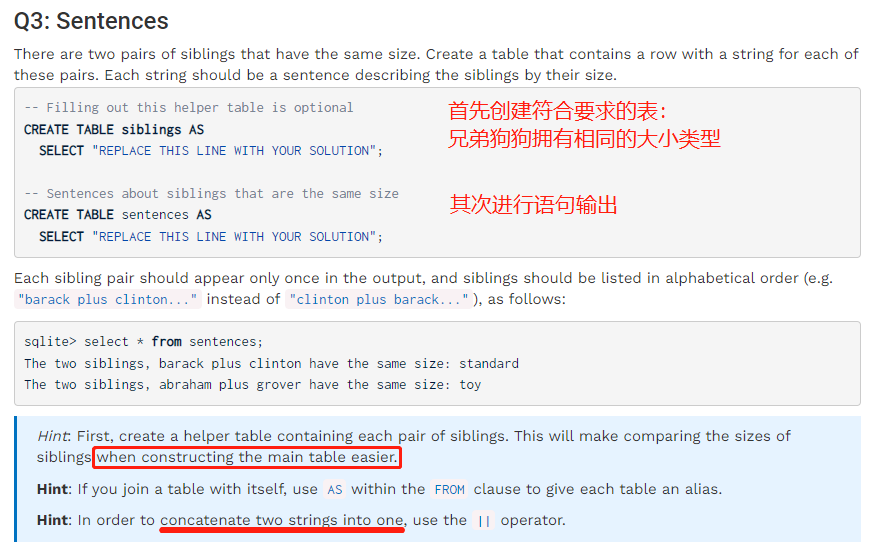 Q3: Sentences
There are two pairs of siblings that have the same size. Create a table that contains a row with a string for each of
these pairs. Each string should be a sentence describing the siblings by their size.
-- Filling out this helper table is optional
CREATE TABLE siblings AS
SELECT "REPLACE THIS LINE WITH YOUR SOLUTION";
首先创建符合要求的表：
兄弟狗狗拥有相同的大小类型
-- Sentences about siblings that are the same size
CREATE TABLE sentences AS
SELECT "REPLACE THIS LINE WITH YOUR SOLUTION";
其次进行语句输出
Each sibling pair should appear only once in the output, and siblings should be listed in alphabetical order (e.g.
"barack plus clinton..." instead of "clinton plus barack..." ), as follows:
sqlite> select * from sentences;
The two siblings, barack plus clinton have the same size: standard
The two siblings, abraham plus grover have the same size: toy
Hint: First, create a helper table containing each pair of siblings. This will make comparing the sizes of
siblings when constructing the main table easier.
Hint: If you join a table with itself, use AS within the FROM clause to give each table an alias.
Hint: In order to concatenate two strings into one, use the || operator.